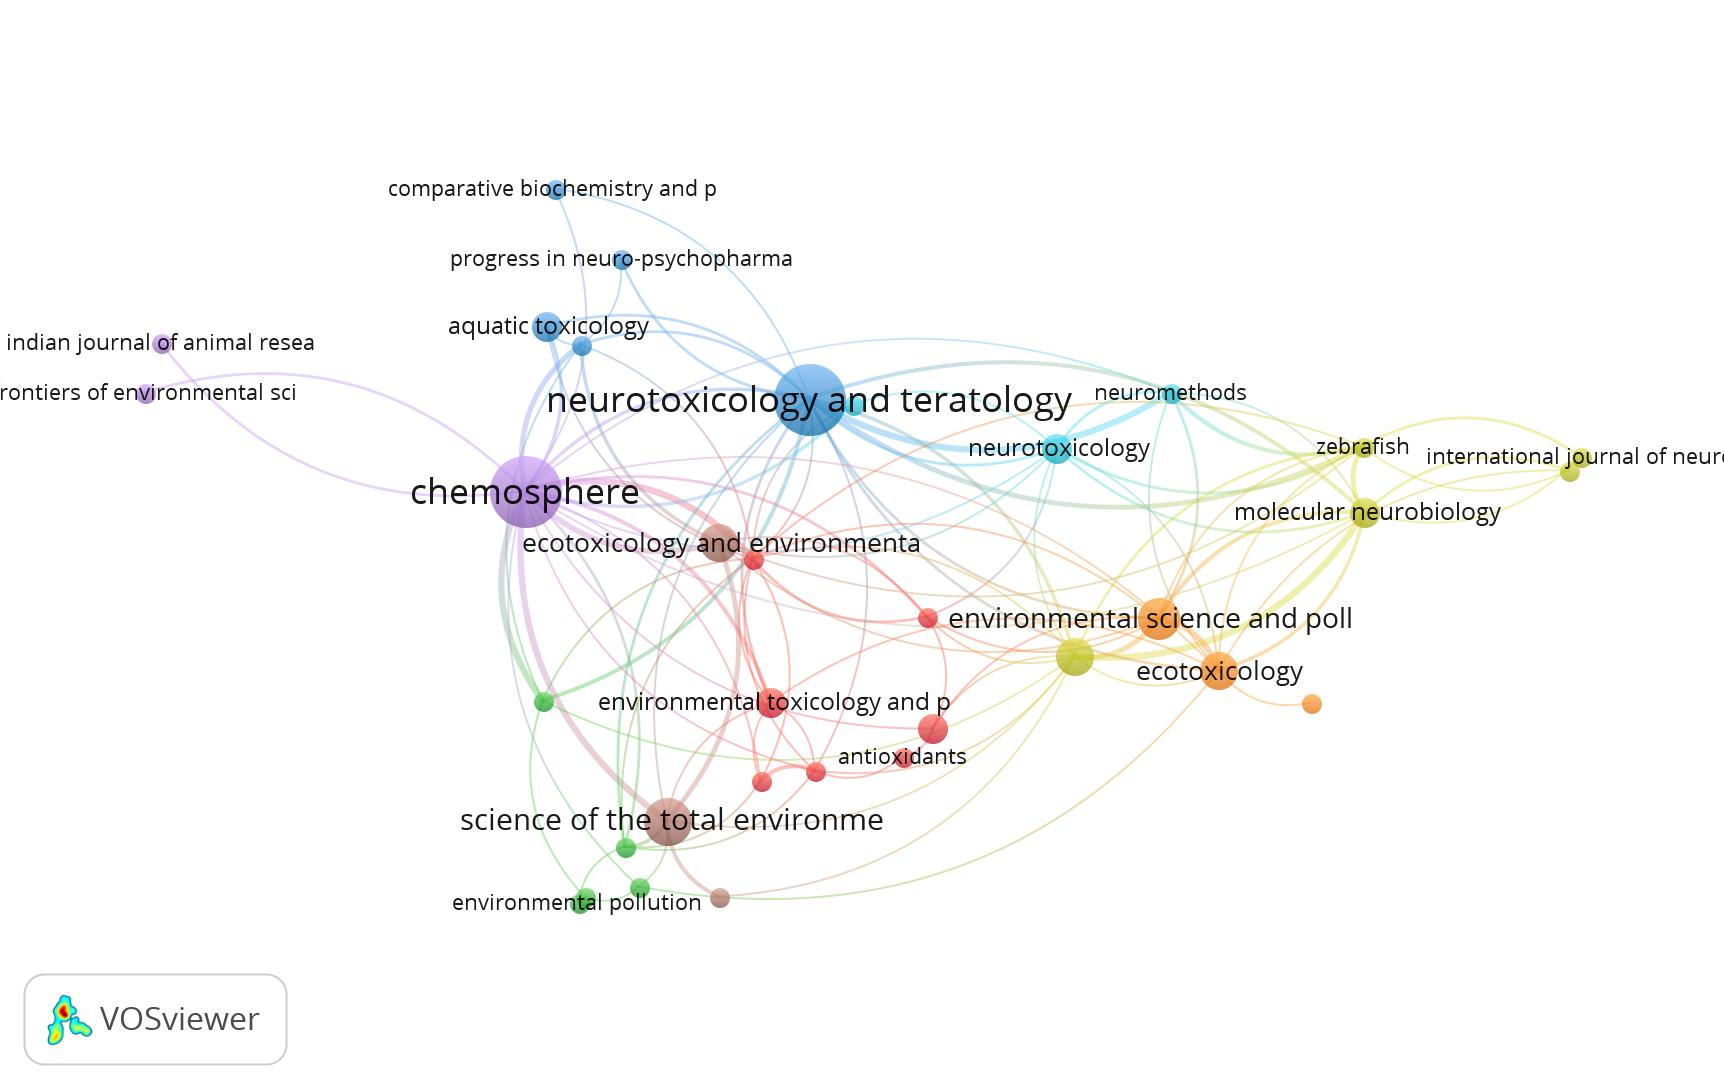 comparative biochemistry and p
progress in neuro-psychopharma
aquatic toxicology
indian journal of animal resea
rontiers of environmental sci
neurotoxicology and teratology
neuromethods
neurotoxicology
zebrafish
international journal of neuro
chemosphere
molecular neurobiology
ecotoxicology and environmenta
environmental science and poll
ecotoxicology
environmental toxicology and p
antioxidants
science of the total environme
environmental pollution
VOSviewer